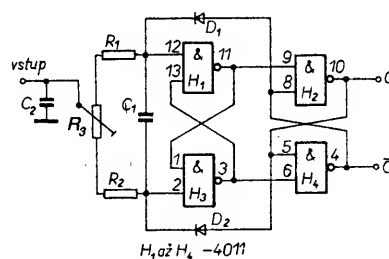 D₁
R₁ 12 & 11 9 & 10
vstup 13 H₁ 8 H₂
C₂ R₃ C₁
1 & 3 5 & 4
R₂ 2 H₃ 6 H₄
D₂
H₁ až H₄ - 4011